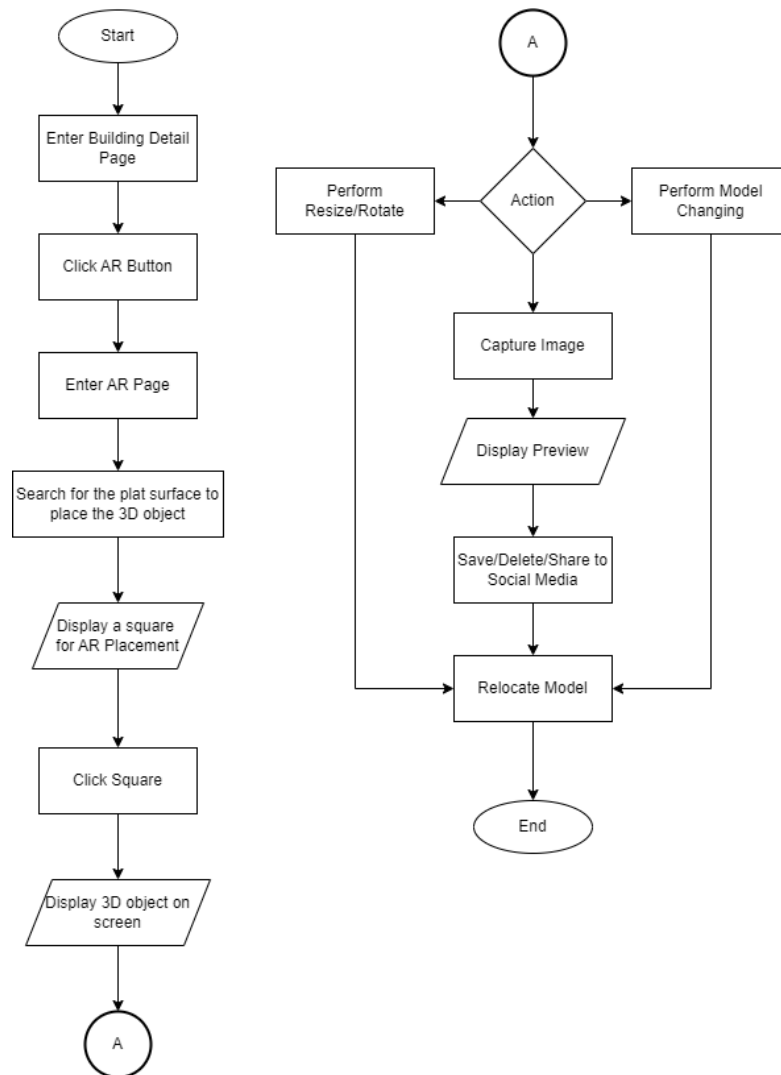 Start
Enter Building Detail
Page
Click AR Button
Enter AR Page
Search for the plat surface to
place the 3D object
Display a square
for AR Placement
Click Square
Display 3D object on
screen
A
A
Action
Perform
Resize/Rotate
Perform Model
Changing
Capture Image
Display Preview
Save/Delete/Share to
Social Media
Relocate Model
End